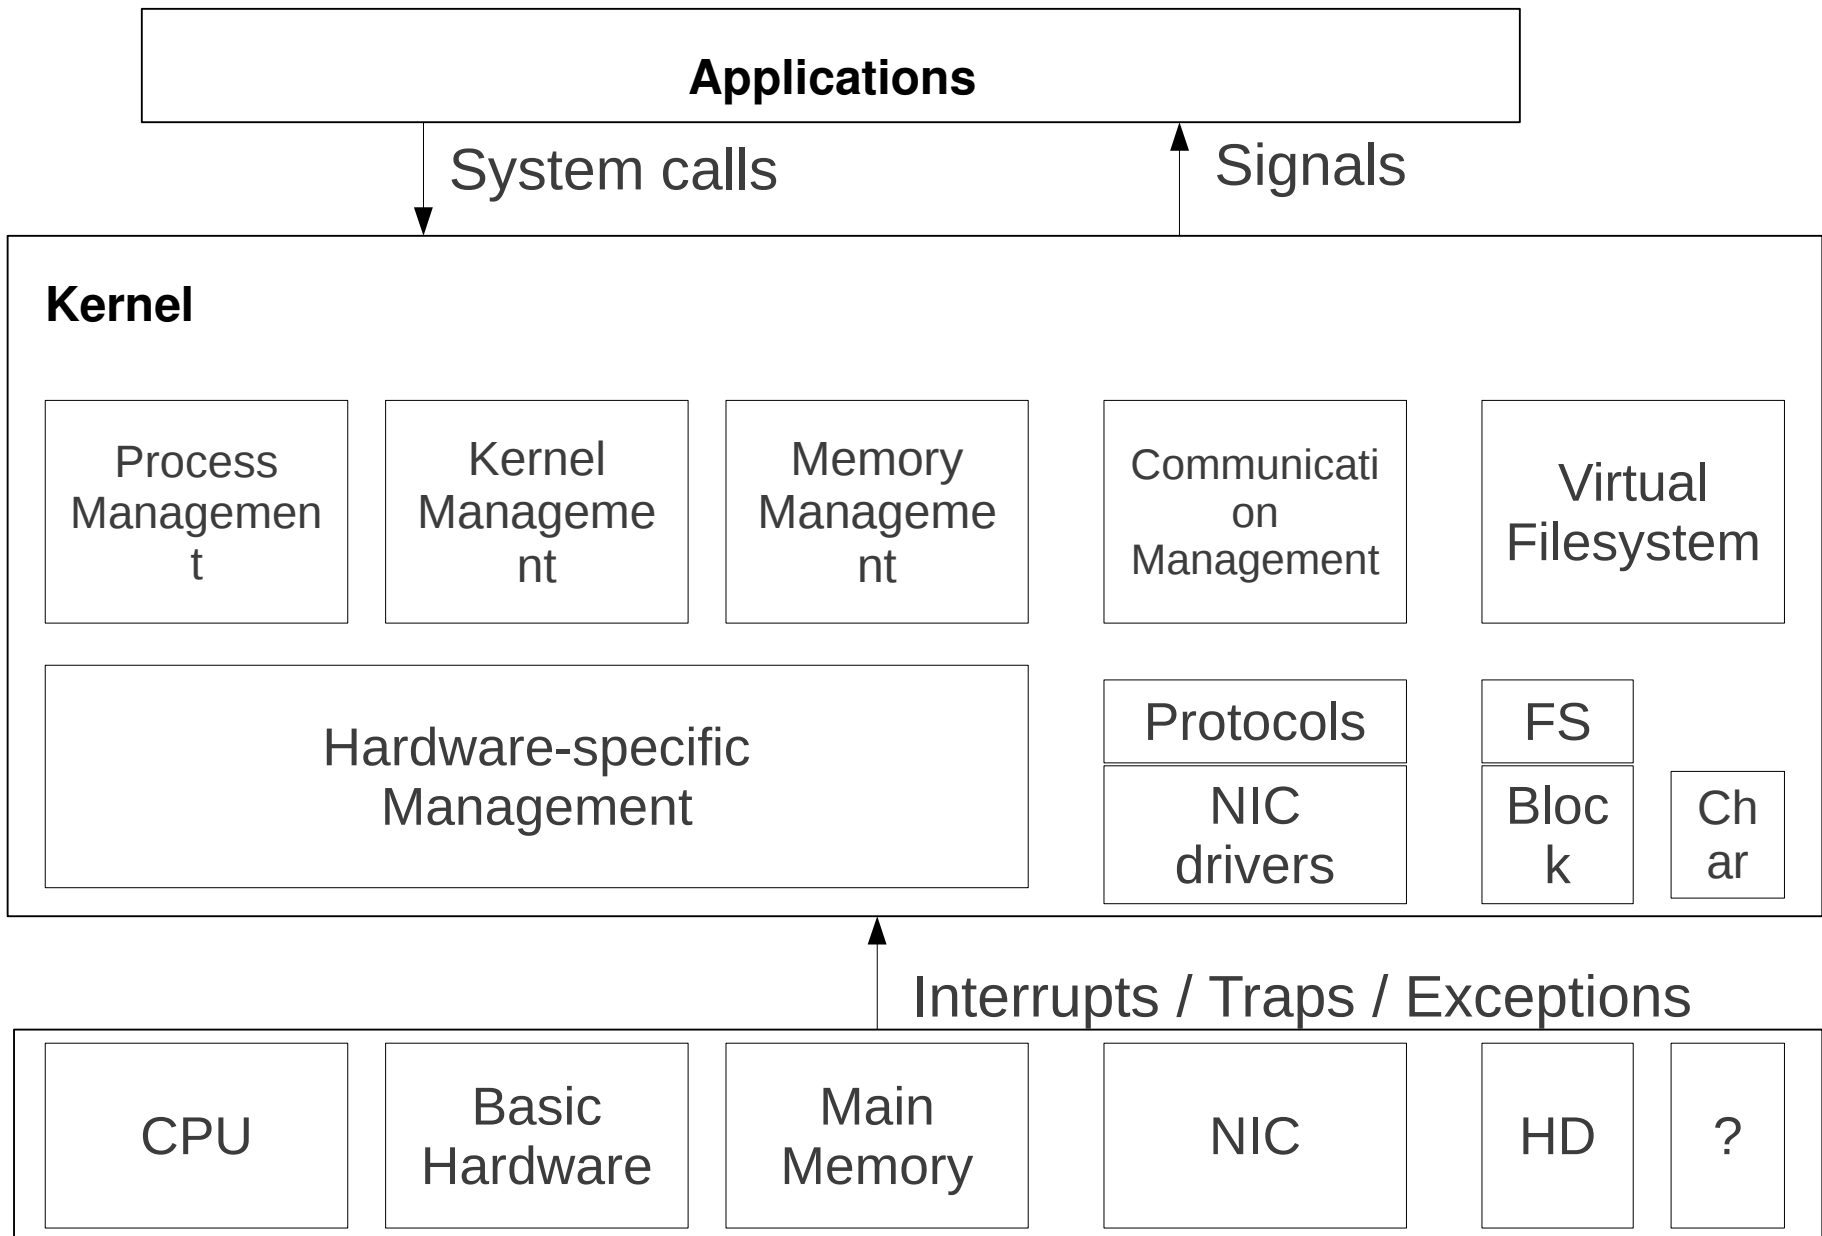 Applications
System calls
Signals
Kernel
Process
Managemen
t
Kernel
Manageme
nt
Memory
Manageme
nt
Communicati
on
Management
Virtual
Filesystem
Hardware-specific
Management
Protocols
NIC
drivers
FS
Bloc
k
Ch
ar
Interrupts / Traps / Exceptions
CPU
Basic
Hardware
Main
Memory
NIC
HD
?